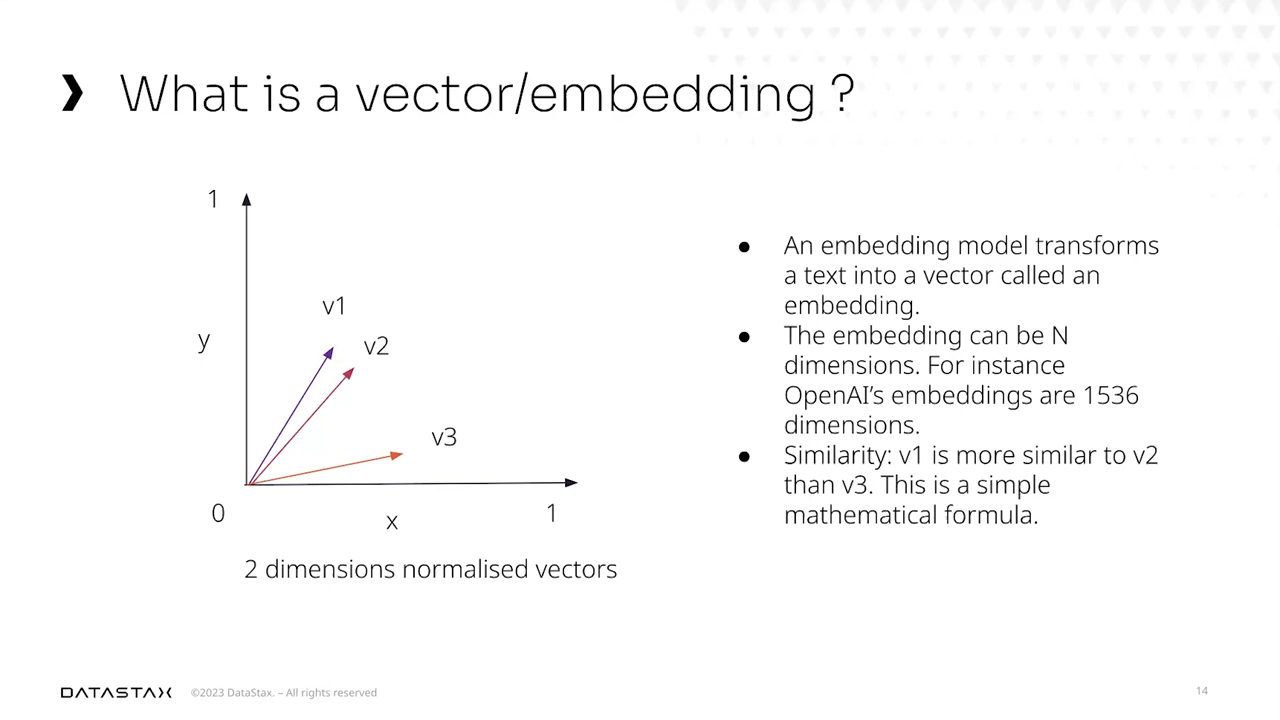 What is a vector/embedding ?
1
v1
y
v2
v3
0
x
1
2 dimensions normalised vectors
● An embedding model transforms
a text into a vector called an
embedding.
● The embedding can be N
dimensions. For instance
OpenAI’s embeddings are 1536
dimensions.
● Similarity: v1 is more similar to v2
than v3. This is a simple
mathematical formula.
DATASTAX ©2023 DataStax. – All rights reserved
14